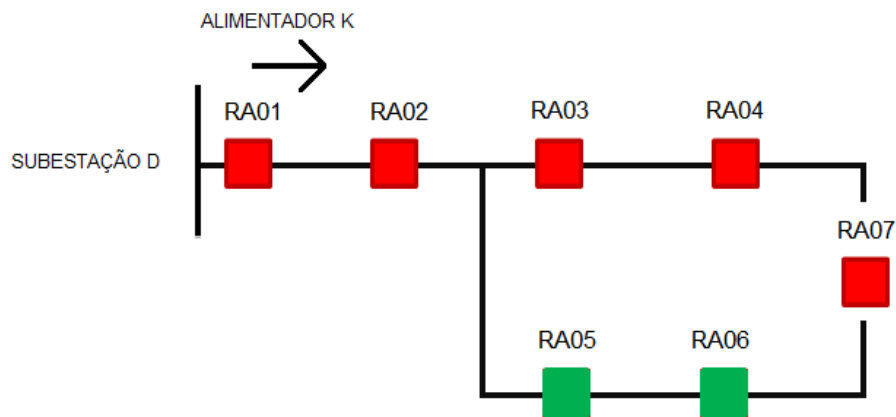 ALIMENTADOR K
RA01
RA02
RA03
RA04
SUBESTAÇÃO D
RA07
RA05
RA06